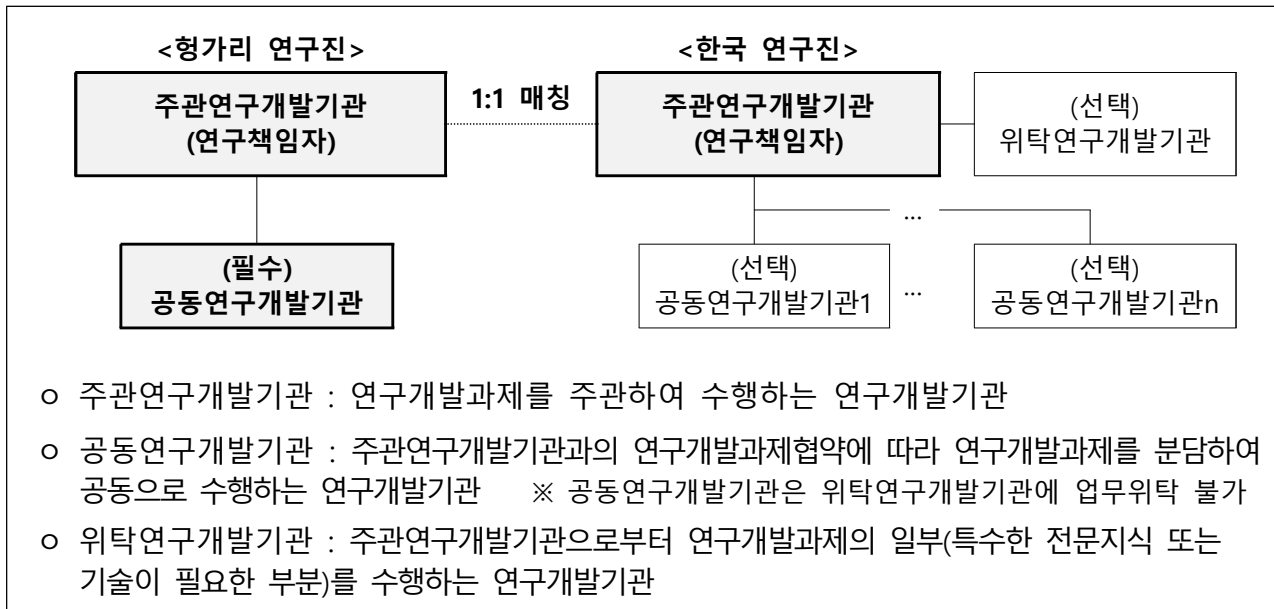 <헝가리 연구진>
<한국 연구진>
주관연구개발기관
(연구책임자)
1:1 매칭
주관연구개발기관
(연구책임자)
(선택)
위탁연구개발기관
...
(필수)
공동연구개발기관
(선택)
공동연구개발기관1
...
(선택)
공동연구개발기관n
ㅇ 주관연구개발기관 : 연구개발과제를 주관하여 수행하는 연구개발기관
ㅇ 공동연구개발기관 : 주관연구개발기관과의 연구개발과제협약에 따라 연구개발과제를 분담하여
공동으로 수행하는 연구개발기관 ※ 공동연구개발기관은 위탁연구개발기관에 업무위탁 불가
ㅇ 위탁연구개발기관 : 주관연구개발기관으로부터 연구개발과제의 일부(특수한 전문지식 또는
기술이 필요한 부분)를 수행하는 연구개발기관